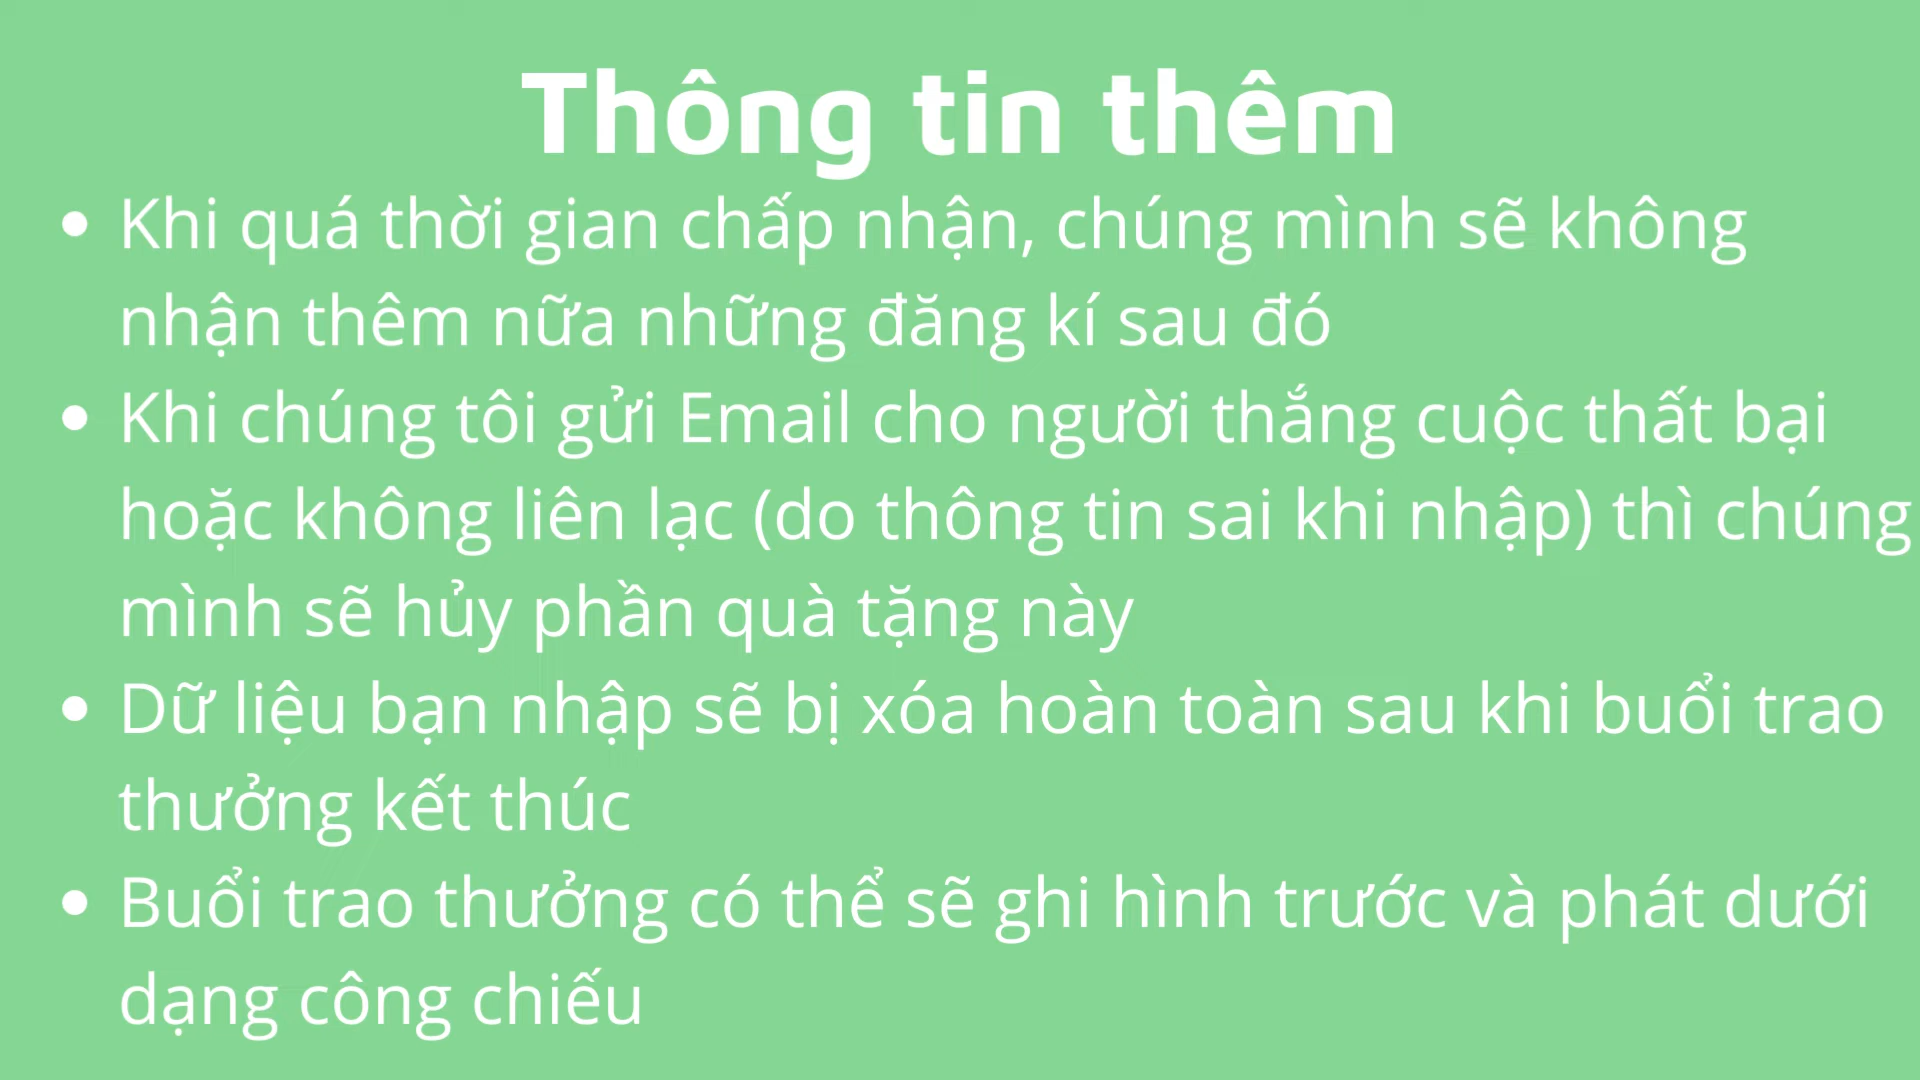 Thông tin thêm
• Khi quá thời gian chấp nhận, chúng mình sẽ không
nhận thêm nữa những đăng kí sau đó
• Khi chúng tôi gửi Email cho người thắng cuộc thất bại
hoặc không liên lạc (do thông tin sai khi nhập) thì chúng
mình sẽ hủy phần quà tặng này
• Dữ liệu bạn nhập sẽ bị xóa hoàn toàn sau khi buổi trao
thưởng kết thúc
• Buổi trao thưởng có thể sẽ ghi hình trước và phát dưới
dạng công chiếu